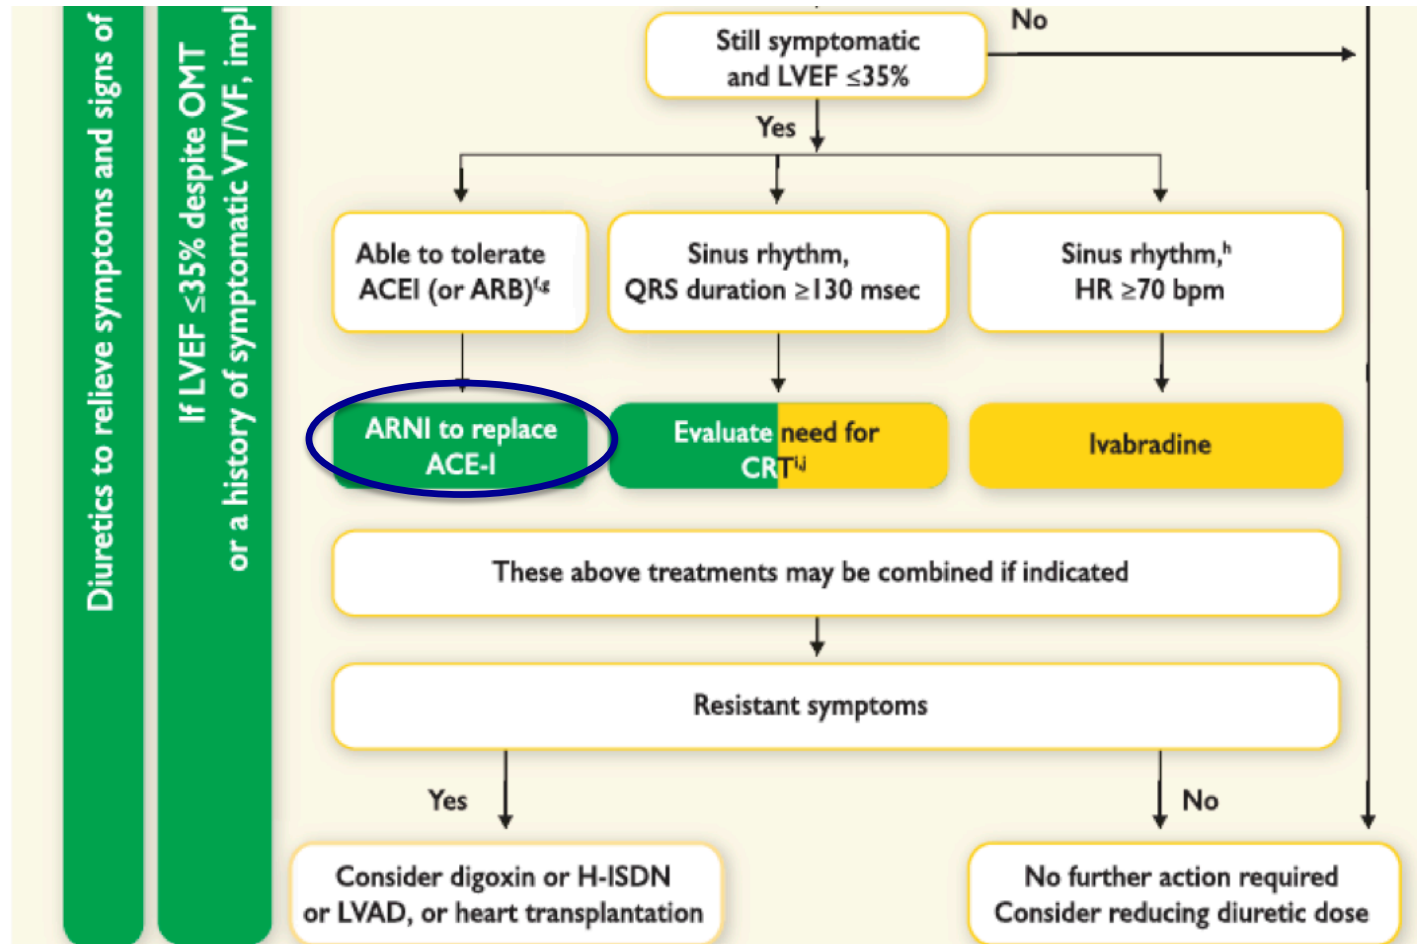 Diuretics to relieve symptoms and signs of
If LVEF ≤35% despite OMT
or a history of symptomatic VT/VF, impl
Still symptomatic
and LVEF ≤35%
No
Yes
Able to tolerate
ACEI (or ARB)f,g
Sinus rhythm,
QRS duration ≥130 msec
Sinus rhythm,h
HR ≥70 bpm
ARNI to replace
ACE-I
Evaluate need for
CRTi,j
Ivabradine
These above treatments may be combined if indicated
Resistant symptoms
Yes
No
Consider digoxin or H-ISDN
or LVAD, or heart transplantation
No further action required
Consider reducing diuretic dose